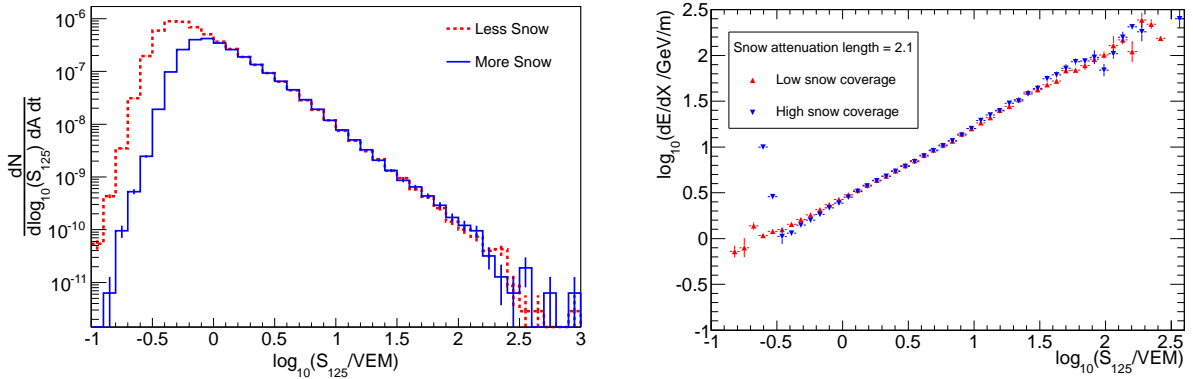 dN
dlog₁₀(S₁₂₅) dA dt
10⁻⁶
10⁻⁷
10⁻⁸
10⁻⁹
10⁻¹⁰
10⁻¹¹
Less Snow
More Snow
-1 -0.5 0 0.5 1 1.5 2 2.5 3
log₁₀(S₁₂₅/VEM)
log₁₀(dE/dX /GeV/m)
2.5
2
1.5
1
0.5
0
-0.5
-1
Snow attenuation length = 2.1
Low snow coverage
High snow coverage
-1 -0.5 0 0.5 1 1.5 2 2.5
log₁₀(S₁₂₅/VEM)